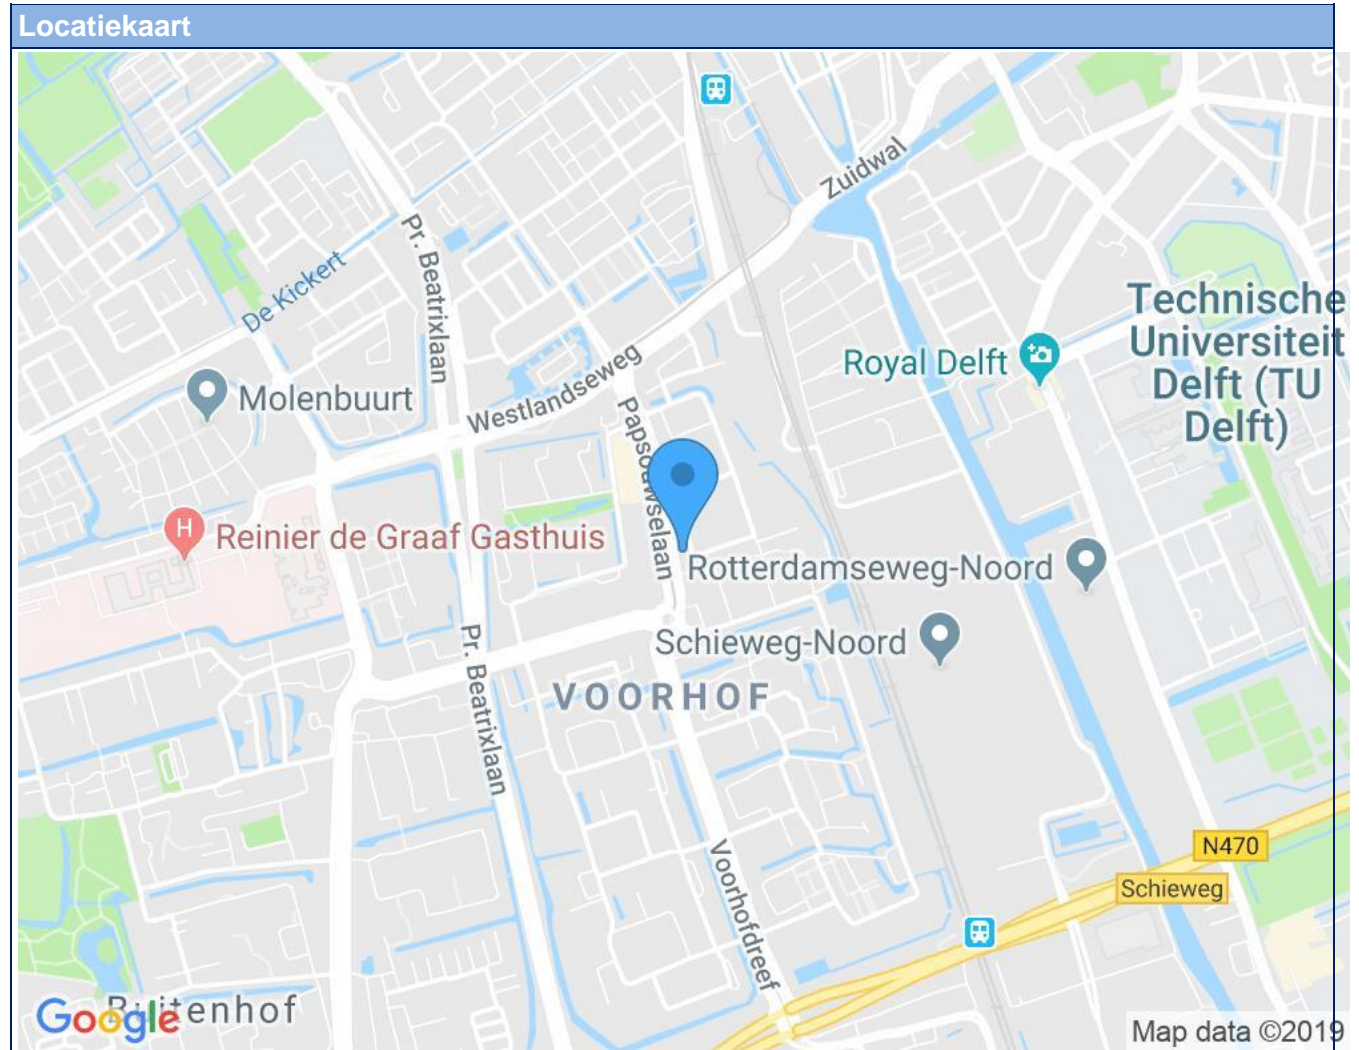 Locatiekaart
Zuidwal
Pr. Beatrixlaan
De Kickert
Technische
Universiteit
Delft (TU
Delft)
Royal Delft
Molenbuurt
Westlandseweg
Papsouwselaan
H
Reinier de Graaf Gasthuis
Rotterdamseweg-Noord
Schieweg-Noord
VOORHOF
Pr. Beatrixlaan
N470
Schieweg
Voorhofdreef
Buitenhof
Google
Map data ©2019